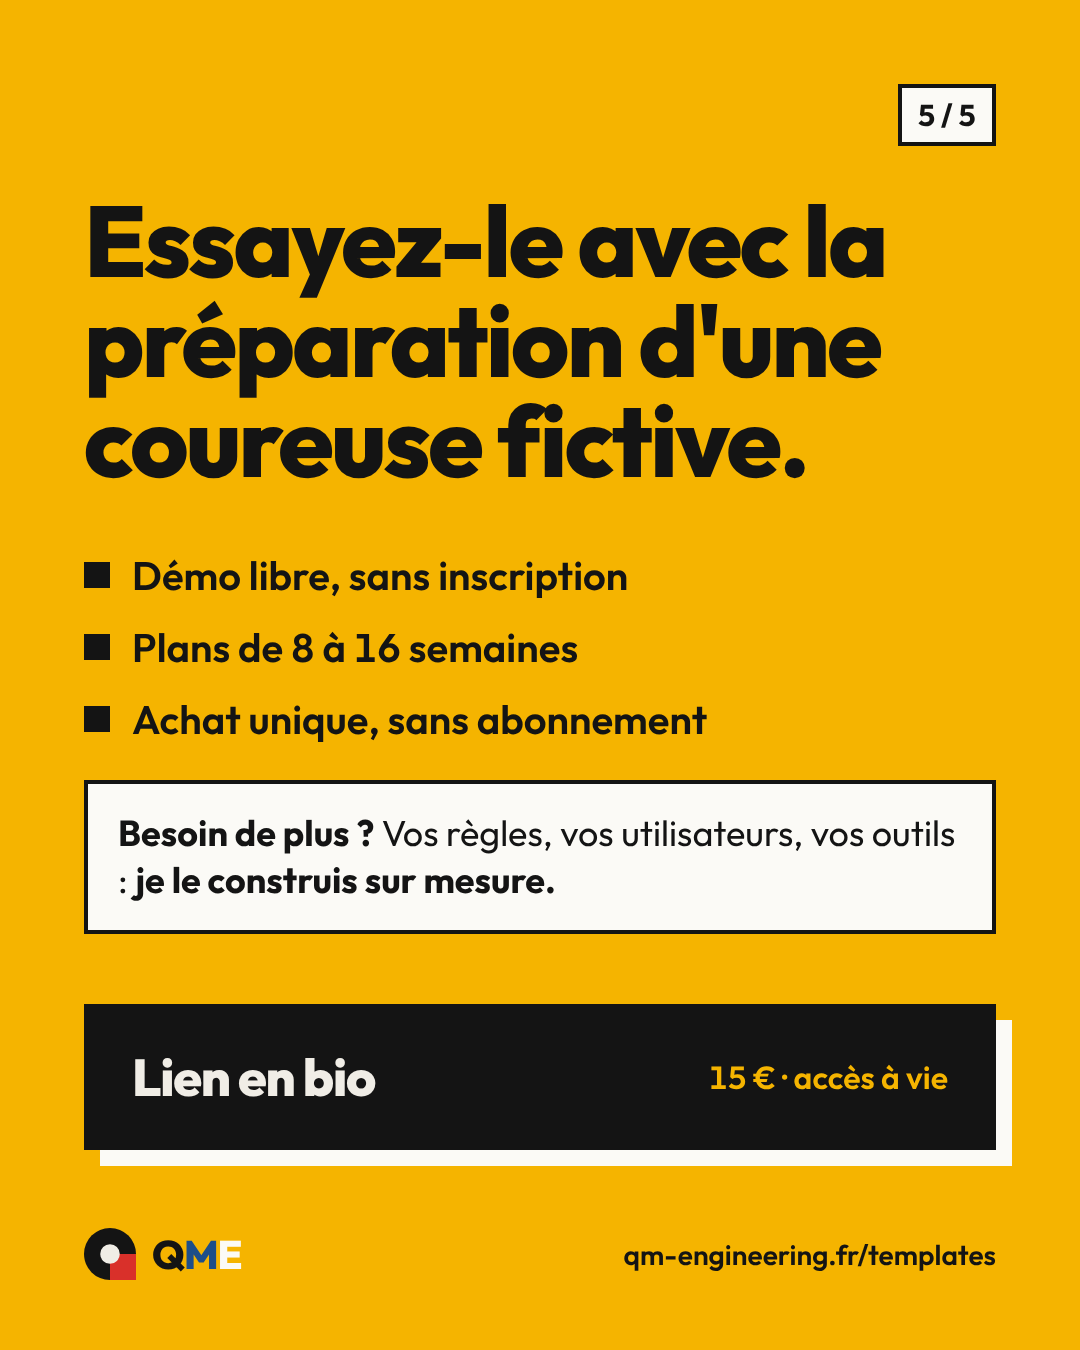 5 / 5
Essayez-le avec la
préparation d'une
coureuse fictive.
Démo libre, sans inscription
Plans de 8 à 16 semaines
Achat unique, sans abonnement
Besoin de plus ? Vos règles, vos utilisateurs, vos outils
: je le construis sur mesure.
Lien en bio
15 € · accès à vie
QME
qm-engineering.fr/templates